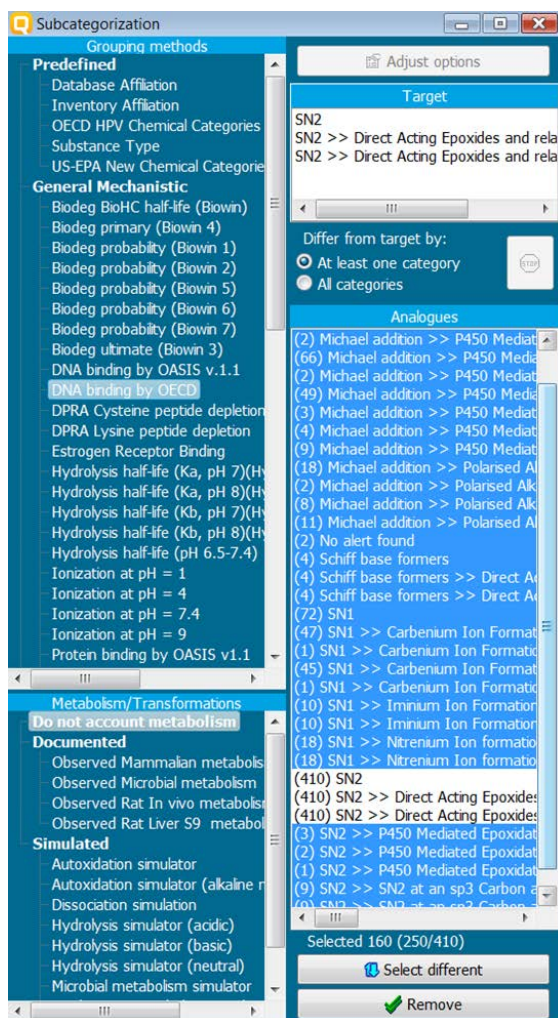 Subcategorization
Grouping methods
Predefined
Database Affiliation
Inventory Affiliation
OECD HPV Chemical Categories
Substance Type
US-EPA New Chemical Categorie
General Mechanistic
Biodeg BioHC half-life (Biowin)
Biodeg primary (Biowin 4)
Biodeg probability (Biowin 1)
Biodeg probability (Biowin 2)
Biodeg probability (Biowin 5)
Biodeg probability (Biowin 6)
Biodeg probability (Biowin 7)
Biodeg ultimate (Biowin 3)
DNA binding by OASIS v.1.1
DNA binding by OECD
DPRA Cysteine peptide depletion
DPRA Lysine peptide depletion
Estrogen Receptor Binding
Hydrolysis half-life (Ka, pH 7)(Hy
Hydrolysis half-life (Ka, pH 8)(Hy
Hydrolysis half-life (Kb, pH 7)(Hy
Hydrolysis half-life (Kb, pH 8)(Hy
Hydrolysis half-life (pH 6.5-7.4)
Ionization at pH = 1
Ionization at pH = 4
Ionization at pH = 7.4
Ionization at pH = 9
Protein binding by OASIS v1.1
Metabolism/Transformations
Do not account metabolism
Documented
Observed Mammalian metabolis
Observed Microbial metabolism
Observed Rat In vivo metabolisr
Observed Rat Liver S9 metabol
Simulated
Autoxidation simulator
Autoxidation simulator (alkaline r
Dissociation simulation
Hydrolysis simulator (acidic)
Hydrolysis simulator (basic)
Hydrolysis simulator (neutral)
Microbial metabolism simulator
Adjust options
Target
SN2
SN2 >> Direct Acting Epoxides and rela
SN2 >> Direct Acting Epoxides and rela
Differ from target by:
At least one category
All categories
STOP
Analogues
(2) Michael addition >> P450 Mediat
(66) Michael addition >> P450 Media
(2) Michael addition >> P450 Mediat
(49) Michael addition >> P450 Media
(3) Michael addition >> P450 Mediat
(4) Michael addition >> P450 Mediat
(9) Michael addition >> P450 Mediat
(18) Michael addition >> Polarised Al
(2) Michael addition >> Polarised Alk
(8) Michael addition >> Polarised Alk
(11) Michael addition >> Polarised Al
(2) No alert found
(4) Schiff base formers
(4) Schiff base formers >> Direct Ac
(4) Schiff base formers >> Direct Ac
(72) SN1
(47) SN1 >> Carbenium Ion Format
(1) SN1 >> Carbenium Ion Formatic
(45) SN1 >> Carbenium Ion Format
(1) SN1 >> Carbenium Ion Formatic
(10) SN1 >> Iminium Ion Formation
(10) SN1 >> Iminium Ion Formation
(18) SN1 >> Nitrenium Ion formatio
(18) SN1 >> Nitrenium Ion formatio
(410) SN2
(410) SN2 >> Direct Acting Epoxides
(410) SN2 >> Direct Acting Epoxides
(3) SN2 >> P450 Mediated Epoxidat
(2) SN2 >> P450 Mediated Epoxidat
(1) SN2 >> P450 Mediated Epoxidat
(9) SN2 >> SN2 at an sp3 Carbon a
(9) SN2 >> SN2 at an sp3 Carbon a
Selected 160 (250/410)
Select different
Remove